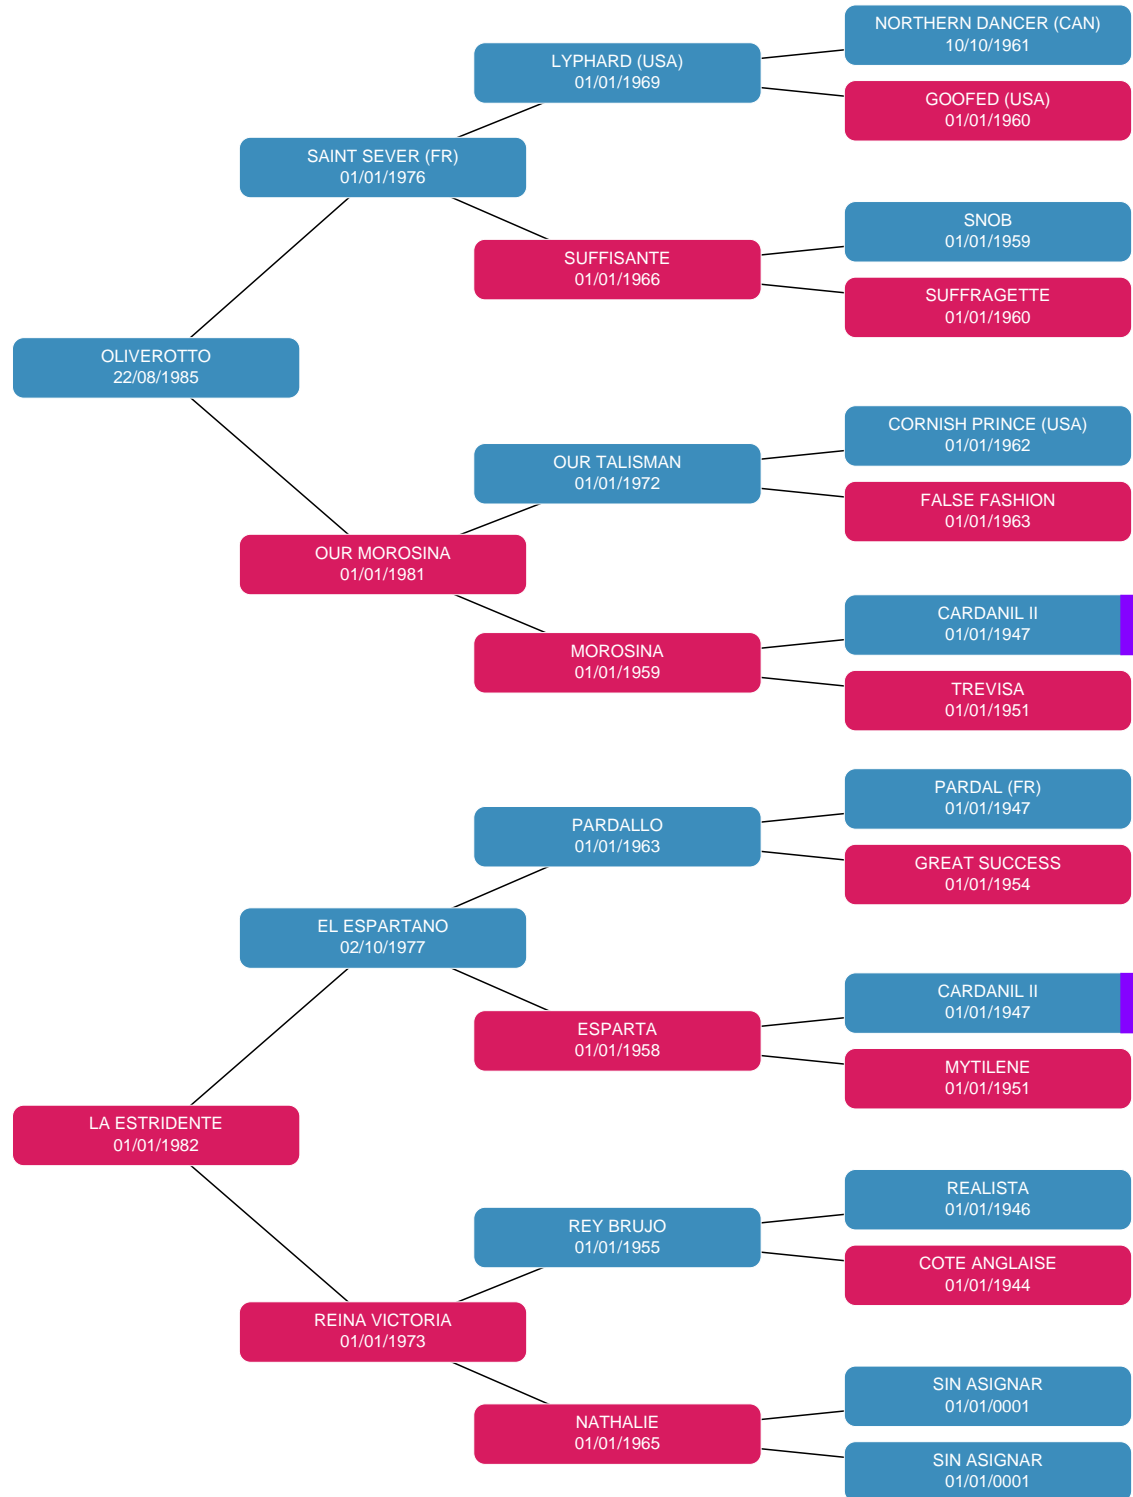 NORTHERN DANCER (CAN)
10/10/1961
LYPHARD (USA)
01/01/1969
GOOFED (USA)
01/01/1960
SAINT SEVER (FR)
01/01/1976
SNOB
01/01/1959
SUFFISANTE
01/01/1966
SUFFRAGETTE
01/01/1960
OLIVEROTTO
22/08/1985
CORNISH PRINCE (USA)
01/01/1962
OUR TALISMAN
01/01/1972
FALSE FASHION
01/01/1963
OUR MOROSINA
01/01/1981
CARDANIL II
01/01/1947
MOROSINA
01/01/1959
TREVISA
01/01/1951
PARDAL (FR)
01/01/1947
PARDALLO
01/01/1963
GREAT SUCCESS
01/01/1954
EL ESPARTANO
02/10/1977
CARDANIL II
01/01/1947
ESPARTA
01/01/1958
MYTILENE
01/01/1951
LA ESTRIDENTE
01/01/1982
REALISTA
01/01/1946
REY BRUJO
01/01/1955
COTE ANGLAISE
01/01/1944
REINA VICTORIA
01/01/1973
SIN ASIGNAR
01/01/0001
NATHALIE
01/01/1965
SIN ASIGNAR
01/01/0001